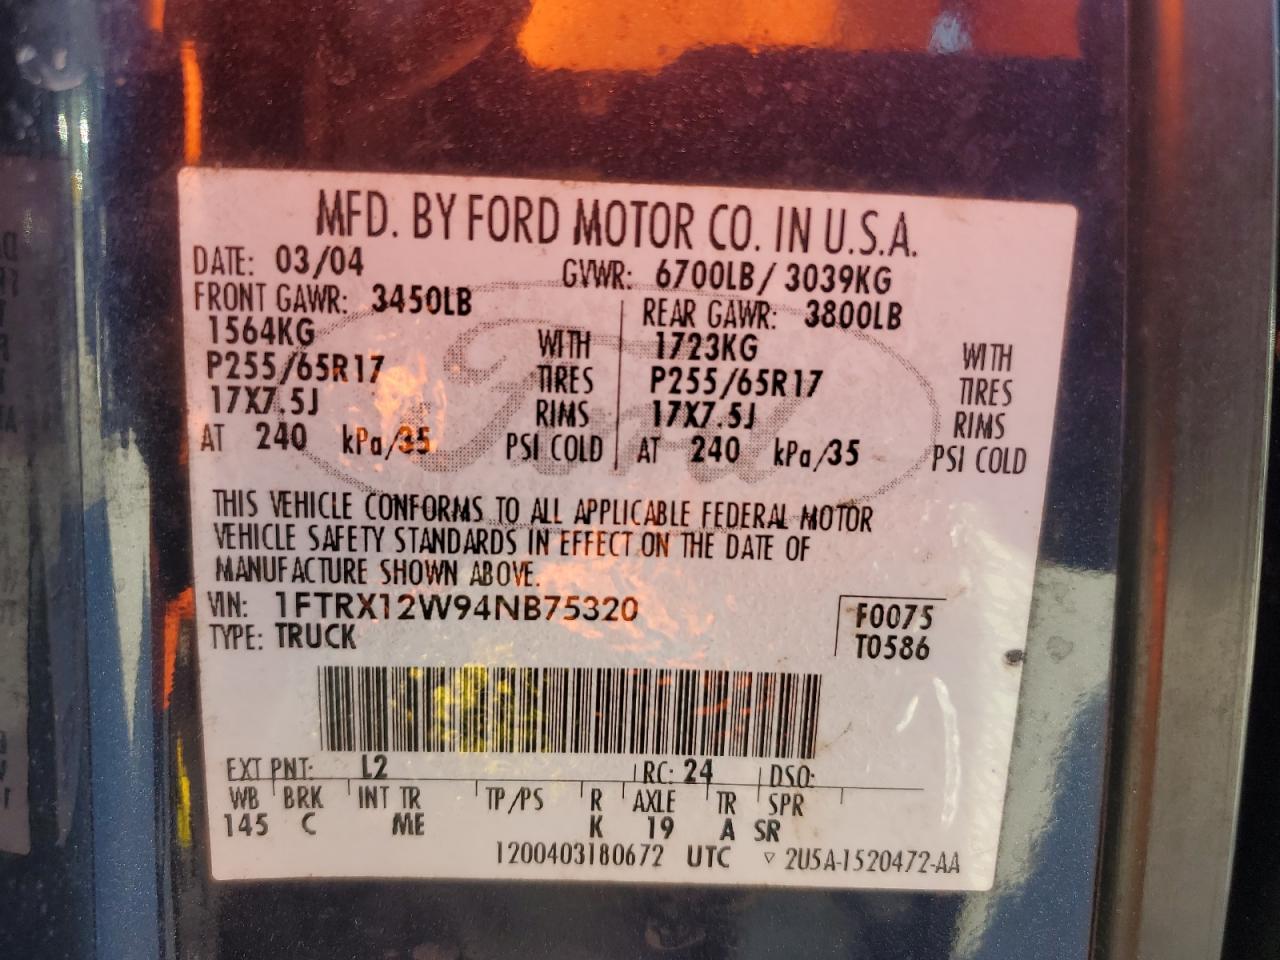 MFD. BY FORD MOTOR CO. IN U.S.A.
DATE: 03/04 GVWR: 6700LB/ 3039KG
FRONT GAWR: 3450LB REAR GAWR: 3800LB
1564KG WITH 1723KG WITH
P255/65R17 TIRES P255/65R17 TIRES
17X7.5J RIMS 17X7.5J RIMS
AT 240 kPa/35 PSI COLD AT 240 kPa/35 PSI COLD
Ford
THIS VEHICLE CONFORMS TO ALL APPLICABLE FEDERAL MOTOR
VEHICLE SAFETY STANDARDS IN EFFECT ON THE DATE OF
MANUFACTURE SHOWN ABOVE.
VIN: 1FTRX12W94NB75320 F0075
TYPE: TRUCK T0586
EXT PNT: L2 RC: 24 DSO:
WB BRK INT TR TP/PS R AXLE TR SPR
145 C ME K 19 A SR
1200403180672 UTC ▽ 2U5A-1520472-AA